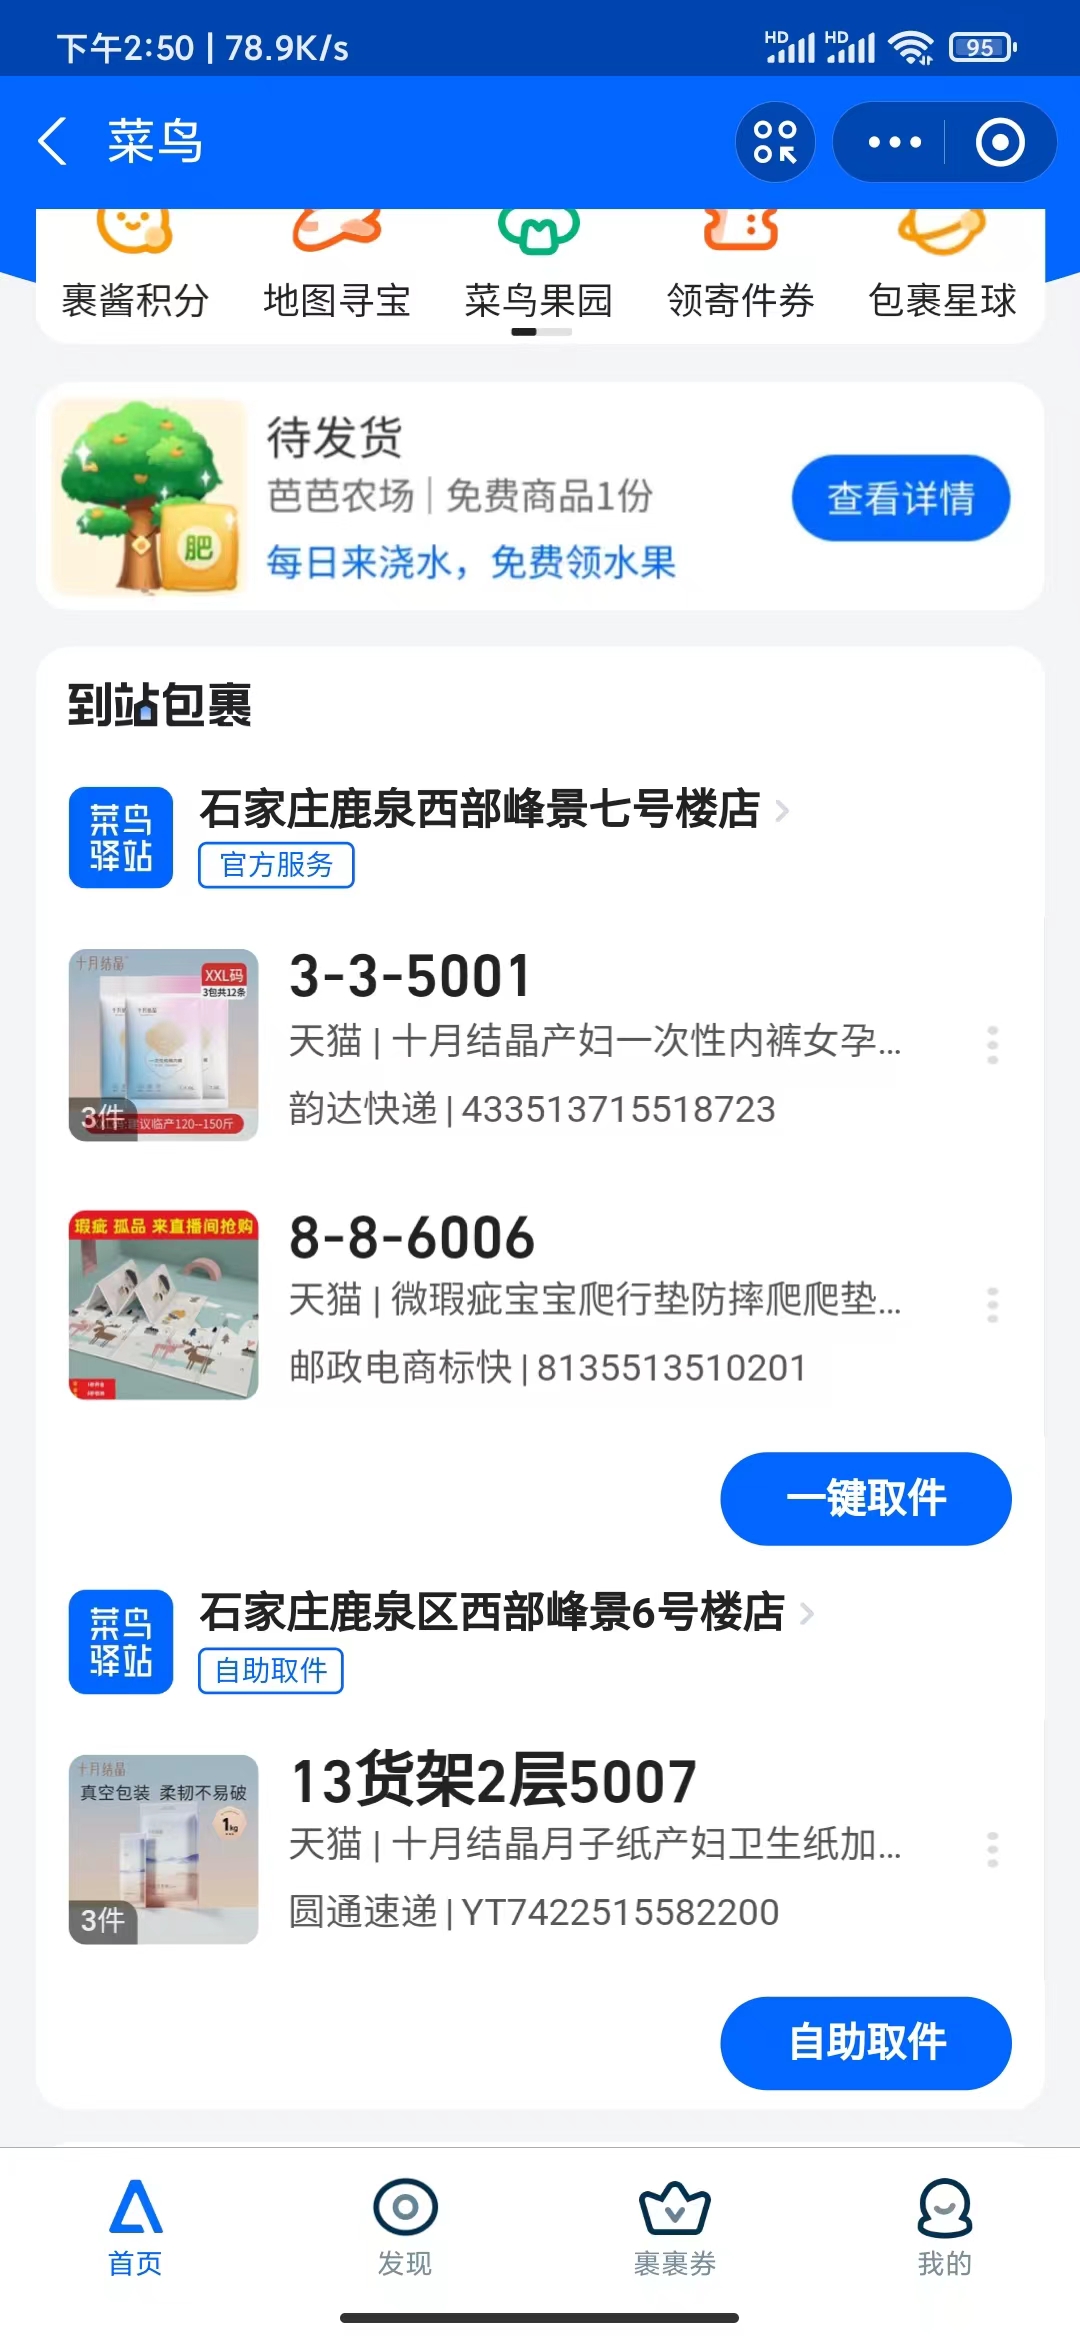 下午2:50 | 78.9K/s
HD HD 95
菜鸟
裹酱积分 地图寻宝 菜鸟果园 领寄件券 包裹星球
待发货
芭芭农场 | 免费商品1份
查看详情
肥
每日来浇水，免费领水果
到站包裹
菜鸟驿站
石家庄鹿泉西部峰景七号楼店
官方服务
十月结晶
XXL码
3包共12条
3件
建议临产120--150斤
3-3-5001
天猫 | 十月结晶产妇一次性内裤女孕...
韵达快递 | 433513715518723
瑕疵 孤品 来直播间抢购
8-8-6006
天猫 | 微瑕疵宝宝爬行垫防摔爬爬垫...
邮政电商标快 | 8135513510201
一键取件
菜鸟驿站
石家庄鹿泉区西部峰景6号楼店
自助取件
十月结晶
真空包装 柔韧不易破
1kg
3件
13货架2层5007
天猫 | 十月结晶月子纸产妇卫生纸加...
圆通速递 | YT7422515582200
自助取件
首页 发现 裹裹券 我的